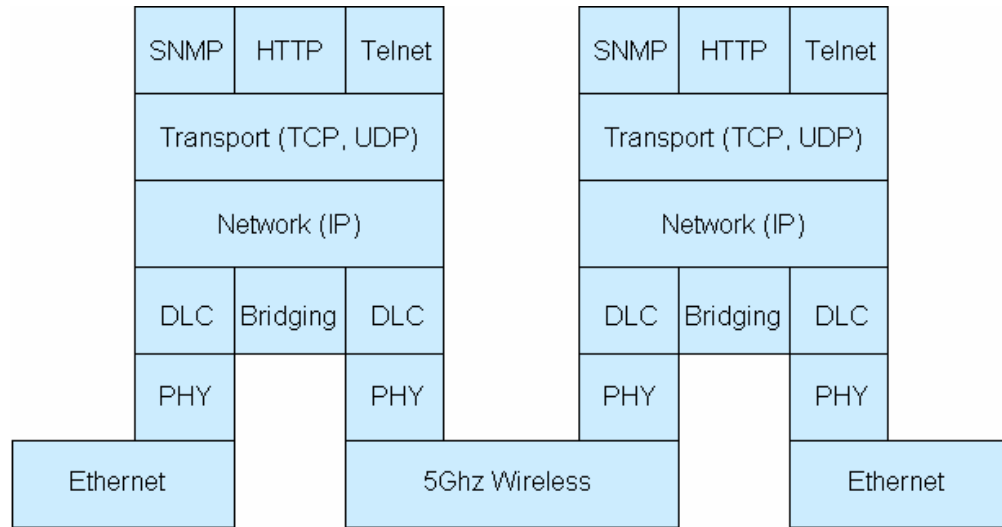 SNMP HTTP Telnet SNMP HTTP Telnet
Transport (TCP, UDP) Transport (TCP, UDP)
Network (IP) Network (IP)
DLC Bridging DLC DLC Bridging DLC
PHY PHY PHY PHY
Ethernet 5Ghz Wireless Ethernet